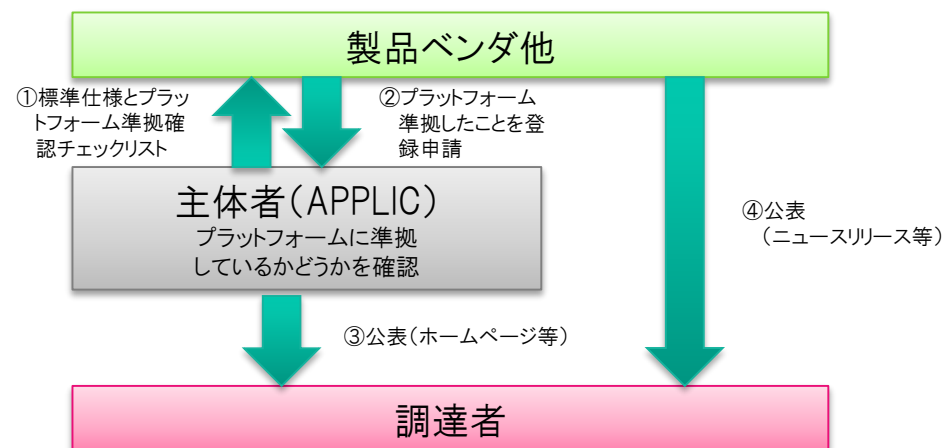 製品ベンダ他
①標準仕様とプラッ
トフォーム準拠確
認チェックリスト
②プラットフォーム
準拠したことを登
録申請
主体者(APPLIC)
プラットフォームに準拠
しているかどうかを確認
④公表
(ニュースリリース等)
③公表(ホームページ等)
調達者